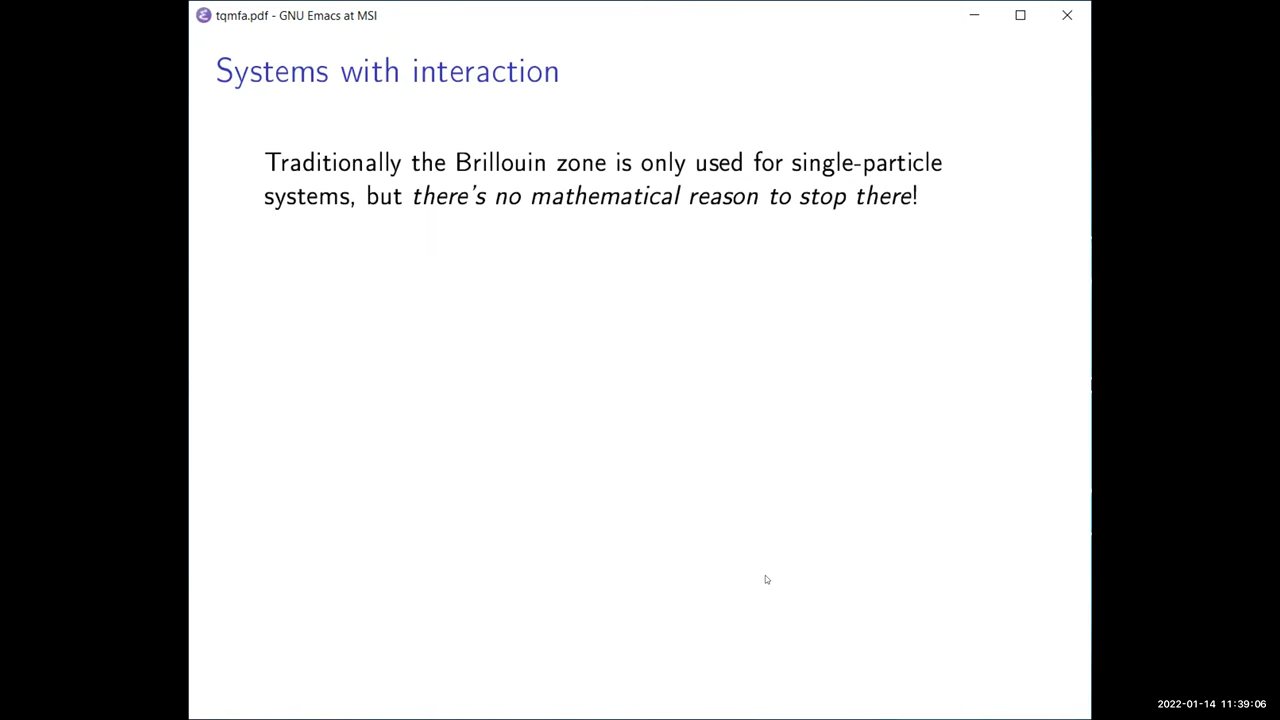 tqmfa.pdf - GNU Emacs at MSI
Systems with interaction
Traditionally the Brillouin zone is only used for single-particle
systems, but there's no mathematical reason to stop there!
2022-01-14 11:39:06